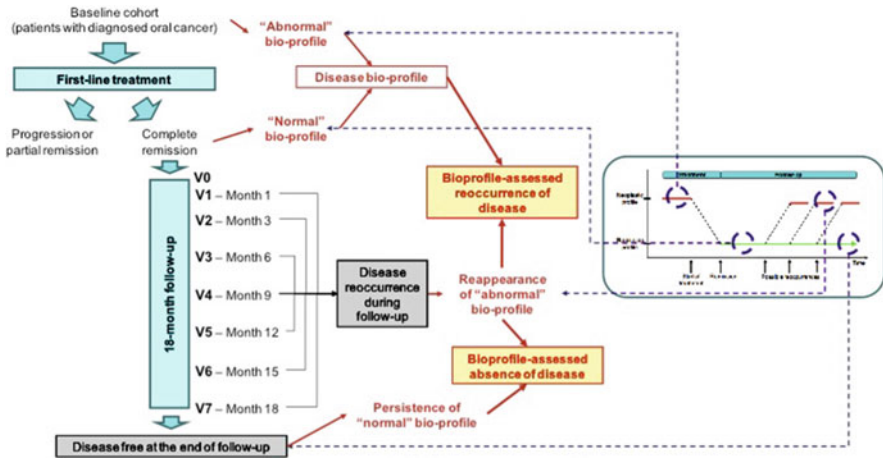 Baseline cohort
(patients with diagnosed oral cancer)
"Abnormal"
bio-profile
First-line treatment
Disease bio-profile
Progression or
partial remission
Complete
remission
"Normal"
bio-profile
V0
V1 – Month 1
V2 – Month 3
V3 – Month 6
V4 – Month 9
V5 – Month 12
V6 – Month 15
V7 – Month 18
18-month follow-up
Bioprofile-assessed
reoccurrence of
disease
Disease
reoccurrence
during
follow-up
Reappearance
of "abnormal"
bio-profile
Bioprofile-assessed
absence of disease
Persistence of
"normal" bio-profile
Disease free at the end of follow-up
Time